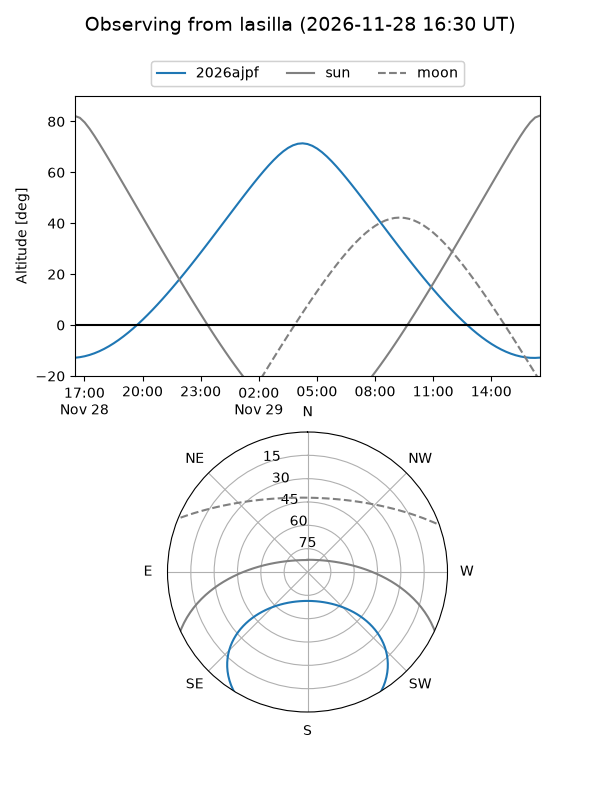 Observing from lasilla (2026-11-28 16:30 UT)
2026ajpf sun moon
80
60
40
20
0
−20
Altitude [deg]
17:00 20:00 23:00 02:00 05:00 08:00 11:00 14:00
Nov 28 Nov 29
N
NE NW
15
30
45
60
75
E W
SE SW
S